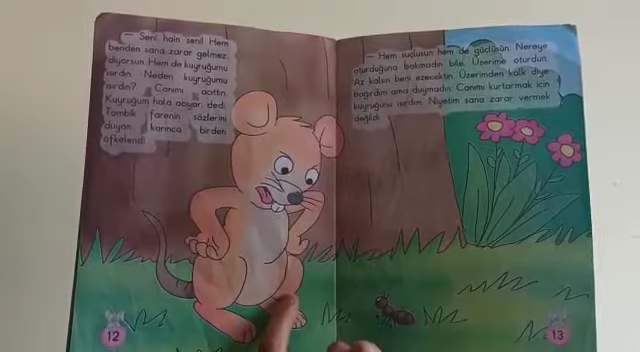 — Seni hain seni! Hem
benden sana zarar gelmez
diyorsun. Hem de kuyruğumu
ısırdın. Neden kuyruğumu
ısırdın? Canımı acıttın.
Kuyruğum hala acıyor dedi.
Tombik farenin sözlerini
duyan karınca birden
öfkelendi.
— Hem suçlusun hem de güçlüsün. Nereye
oturduğuna bakmadın bile. Üzerime oturdun.
Az kalsın beni ezecektin. Üzerimden kalk diye
bağırdım ama duymadın. Canımı kurtarmak için
kuyruğunu ısırdım. Niyetim sana zarar vermek
değildi.
12
13